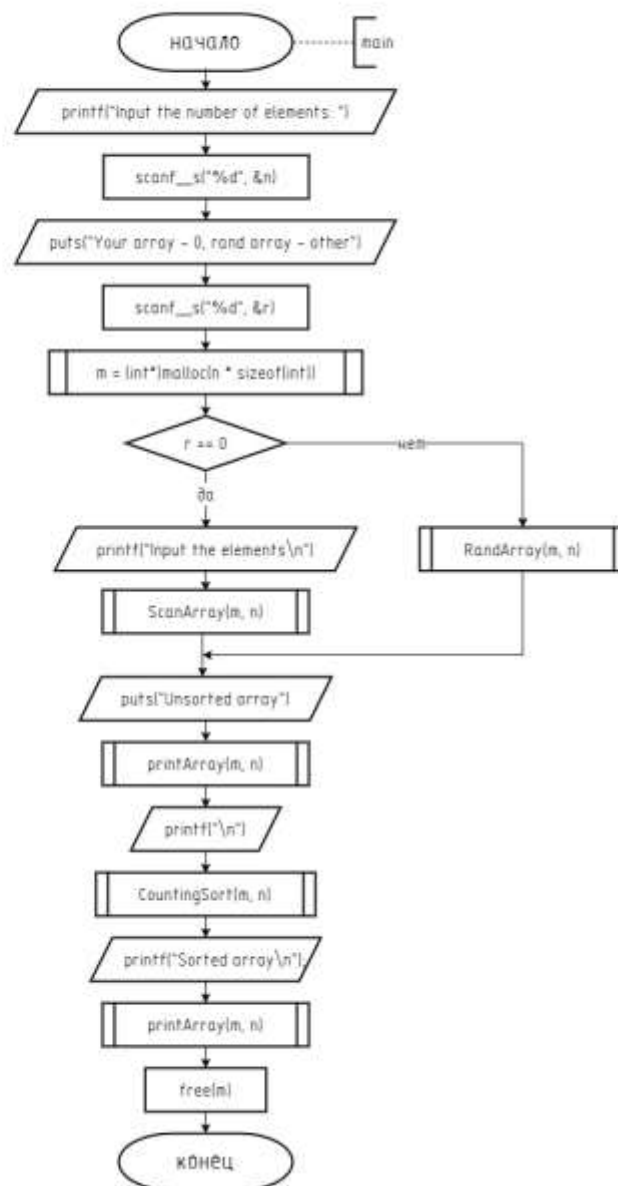 начало
main
printf("Input the number of elements: ")
scanf__s("%d", &n)
puts("Your array – 0, rand array – other")
scanf__s("%d", &r)
m = (int*)malloc(n * sizeof(int))
r == 0
нет
да
printf("Input the elements\n")
RandArray(m, n)
ScanArray(m, n)
puts("Unsorted array")
printArray(m, n)
printf("\n")
CountingSort(m, n)
printf("Sorted array\n");
printArray(m, n)
free(m)
конец